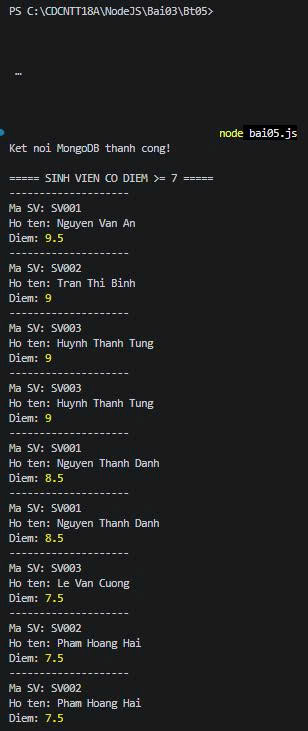 PS C:\CDCNTT18A\NodeJS\Bai03\Bt05>
…
node bai05.js
Ket noi MongoDB thanh cong!
===== SINH VIEN CO DIEM >= 7 =====
--------------------
Ma SV: SV001
Ho ten: Nguyen Van An
Diem: 9.5
--------------------
Ma SV: SV002
Ho ten: Tran Thi Binh
Diem: 9
--------------------
Ma SV: SV003
Ho ten: Huynh Thanh Tung
Diem: 9
--------------------
Ma SV: SV003
Ho ten: Huynh Thanh Tung
Diem: 9
--------------------
Ma SV: SV001
Ho ten: Nguyen Thanh Danh
Diem: 8.5
--------------------
Ma SV: SV001
Ho ten: Nguyen Thanh Danh
Diem: 8.5
--------------------
Ma SV: SV003
Ho ten: Le Van Cuong
Diem: 7.5
--------------------
Ma SV: SV002
Ho ten: Pham Hoang Hai
Diem: 7.5
--------------------
Ma SV: SV002
Ho ten: Pham Hoang Hai
Diem: 7.5